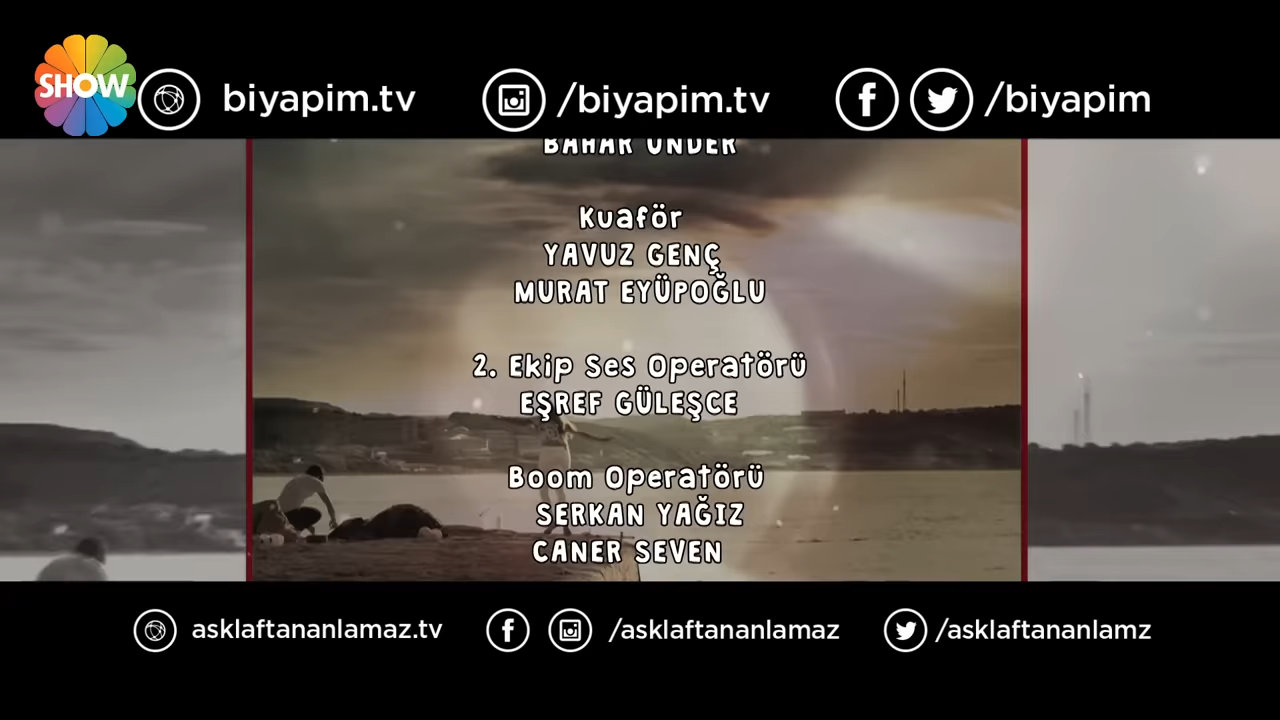 SHOW
biyapim.tv
/biyapim.tv
/biyapim
BAHAR ÜNDER
Kuaför
YAVUZ GENÇ
MURAT EYÜPOĞLU
2. Ekip Ses Operatörü
EŞREF GÜLEŞCE
Boom Operatörü
SERKAN YAĞIZ
CANER SEVEN
asklaftananlamaz.tv
/asklaftananlamaz
/asklaftananlamz